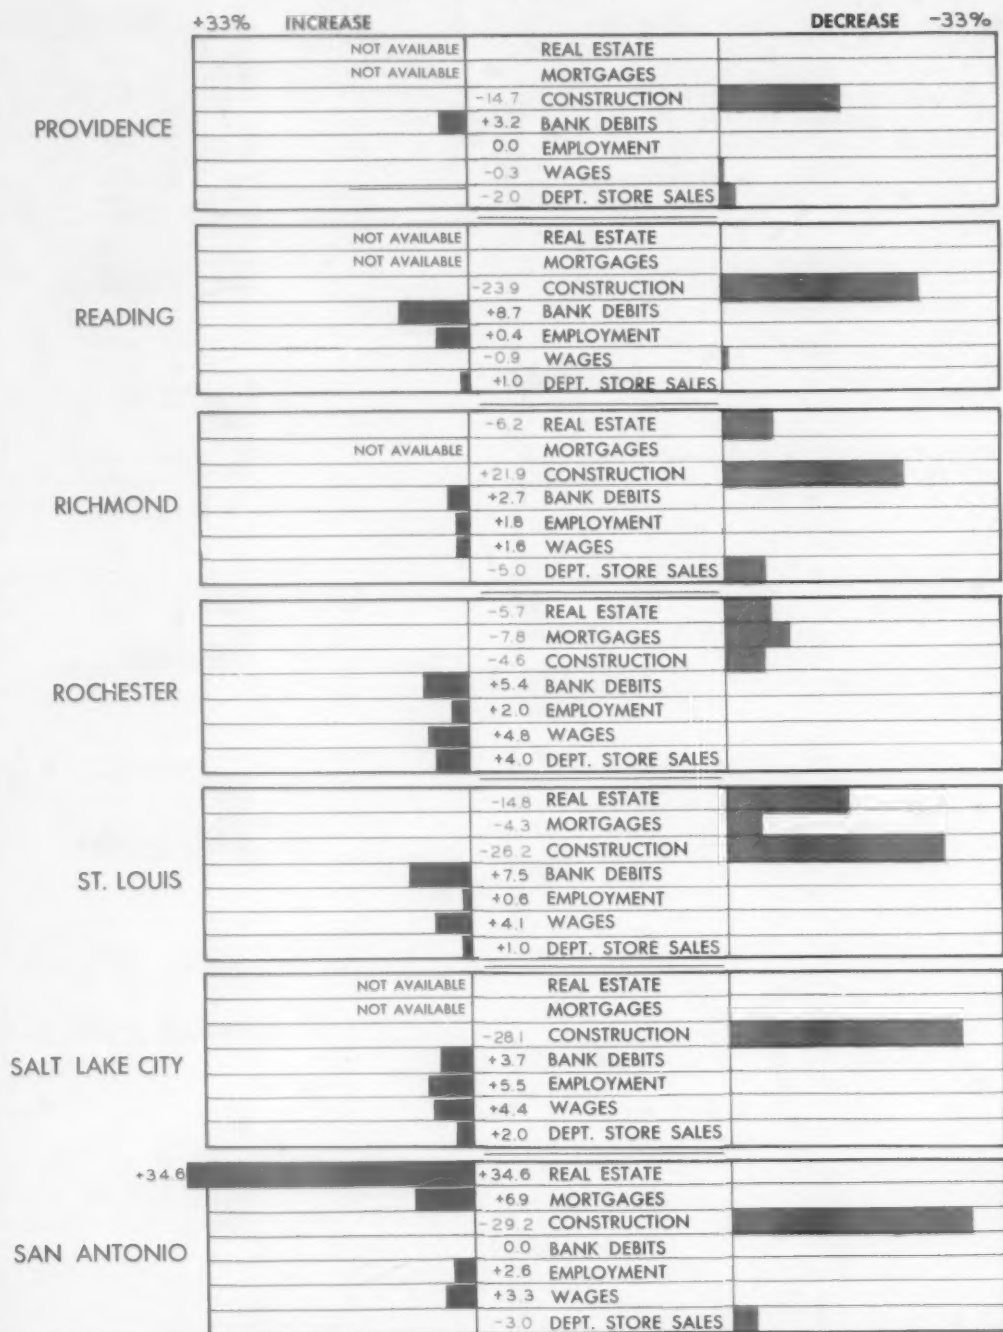 +33% INCREASE DECREASE -33%
PROVIDENCE
NOT AVAILABLE REAL ESTATE
NOT AVAILABLE MORTGAGES
-14.7 CONSTRUCTION
+3.2 BANK DEBITS
0.0 EMPLOYMENT
-0.3 WAGES
-2.0 DEPT. STORE SALES
READING
NOT AVAILABLE REAL ESTATE
NOT AVAILABLE MORTGAGES
-23.9 CONSTRUCTION
+8.7 BANK DEBITS
+0.4 EMPLOYMENT
-0.9 WAGES
+1.0 DEPT. STORE SALES
RICHMOND
-6.2 REAL ESTATE
NOT AVAILABLE MORTGAGES
+21.9 CONSTRUCTION
+2.7 BANK DEBITS
+1.8 EMPLOYMENT
+1.6 WAGES
-5.0 DEPT. STORE SALES
ROCHESTER
-5.7 REAL ESTATE
-7.8 MORTGAGES
-4.6 CONSTRUCTION
+5.4 BANK DEBITS
+2.0 EMPLOYMENT
+4.8 WAGES
+4.0 DEPT. STORE SALES
ST. LOUIS
-14.8 REAL ESTATE
-4.3 MORTGAGES
-26.2 CONSTRUCTION
+7.5 BANK DEBITS
+0.6 EMPLOYMENT
+4.1 WAGES
+1.0 DEPT. STORE SALES
SALT LAKE CITY
NOT AVAILABLE REAL ESTATE
NOT AVAILABLE MORTGAGES
-28.1 CONSTRUCTION
+3.7 BANK DEBITS
+5.5 EMPLOYMENT
+4.4 WAGES
+2.0 DEPT. STORE SALES
SAN ANTONIO
+34.6 +34.6 REAL ESTATE
+6.9 MORTGAGES
-29.2 CONSTRUCTION
0.0 BANK DEBITS
+2.6 EMPLOYMENT
+3.3 WAGES
-3.0 DEPT. STORE SALES